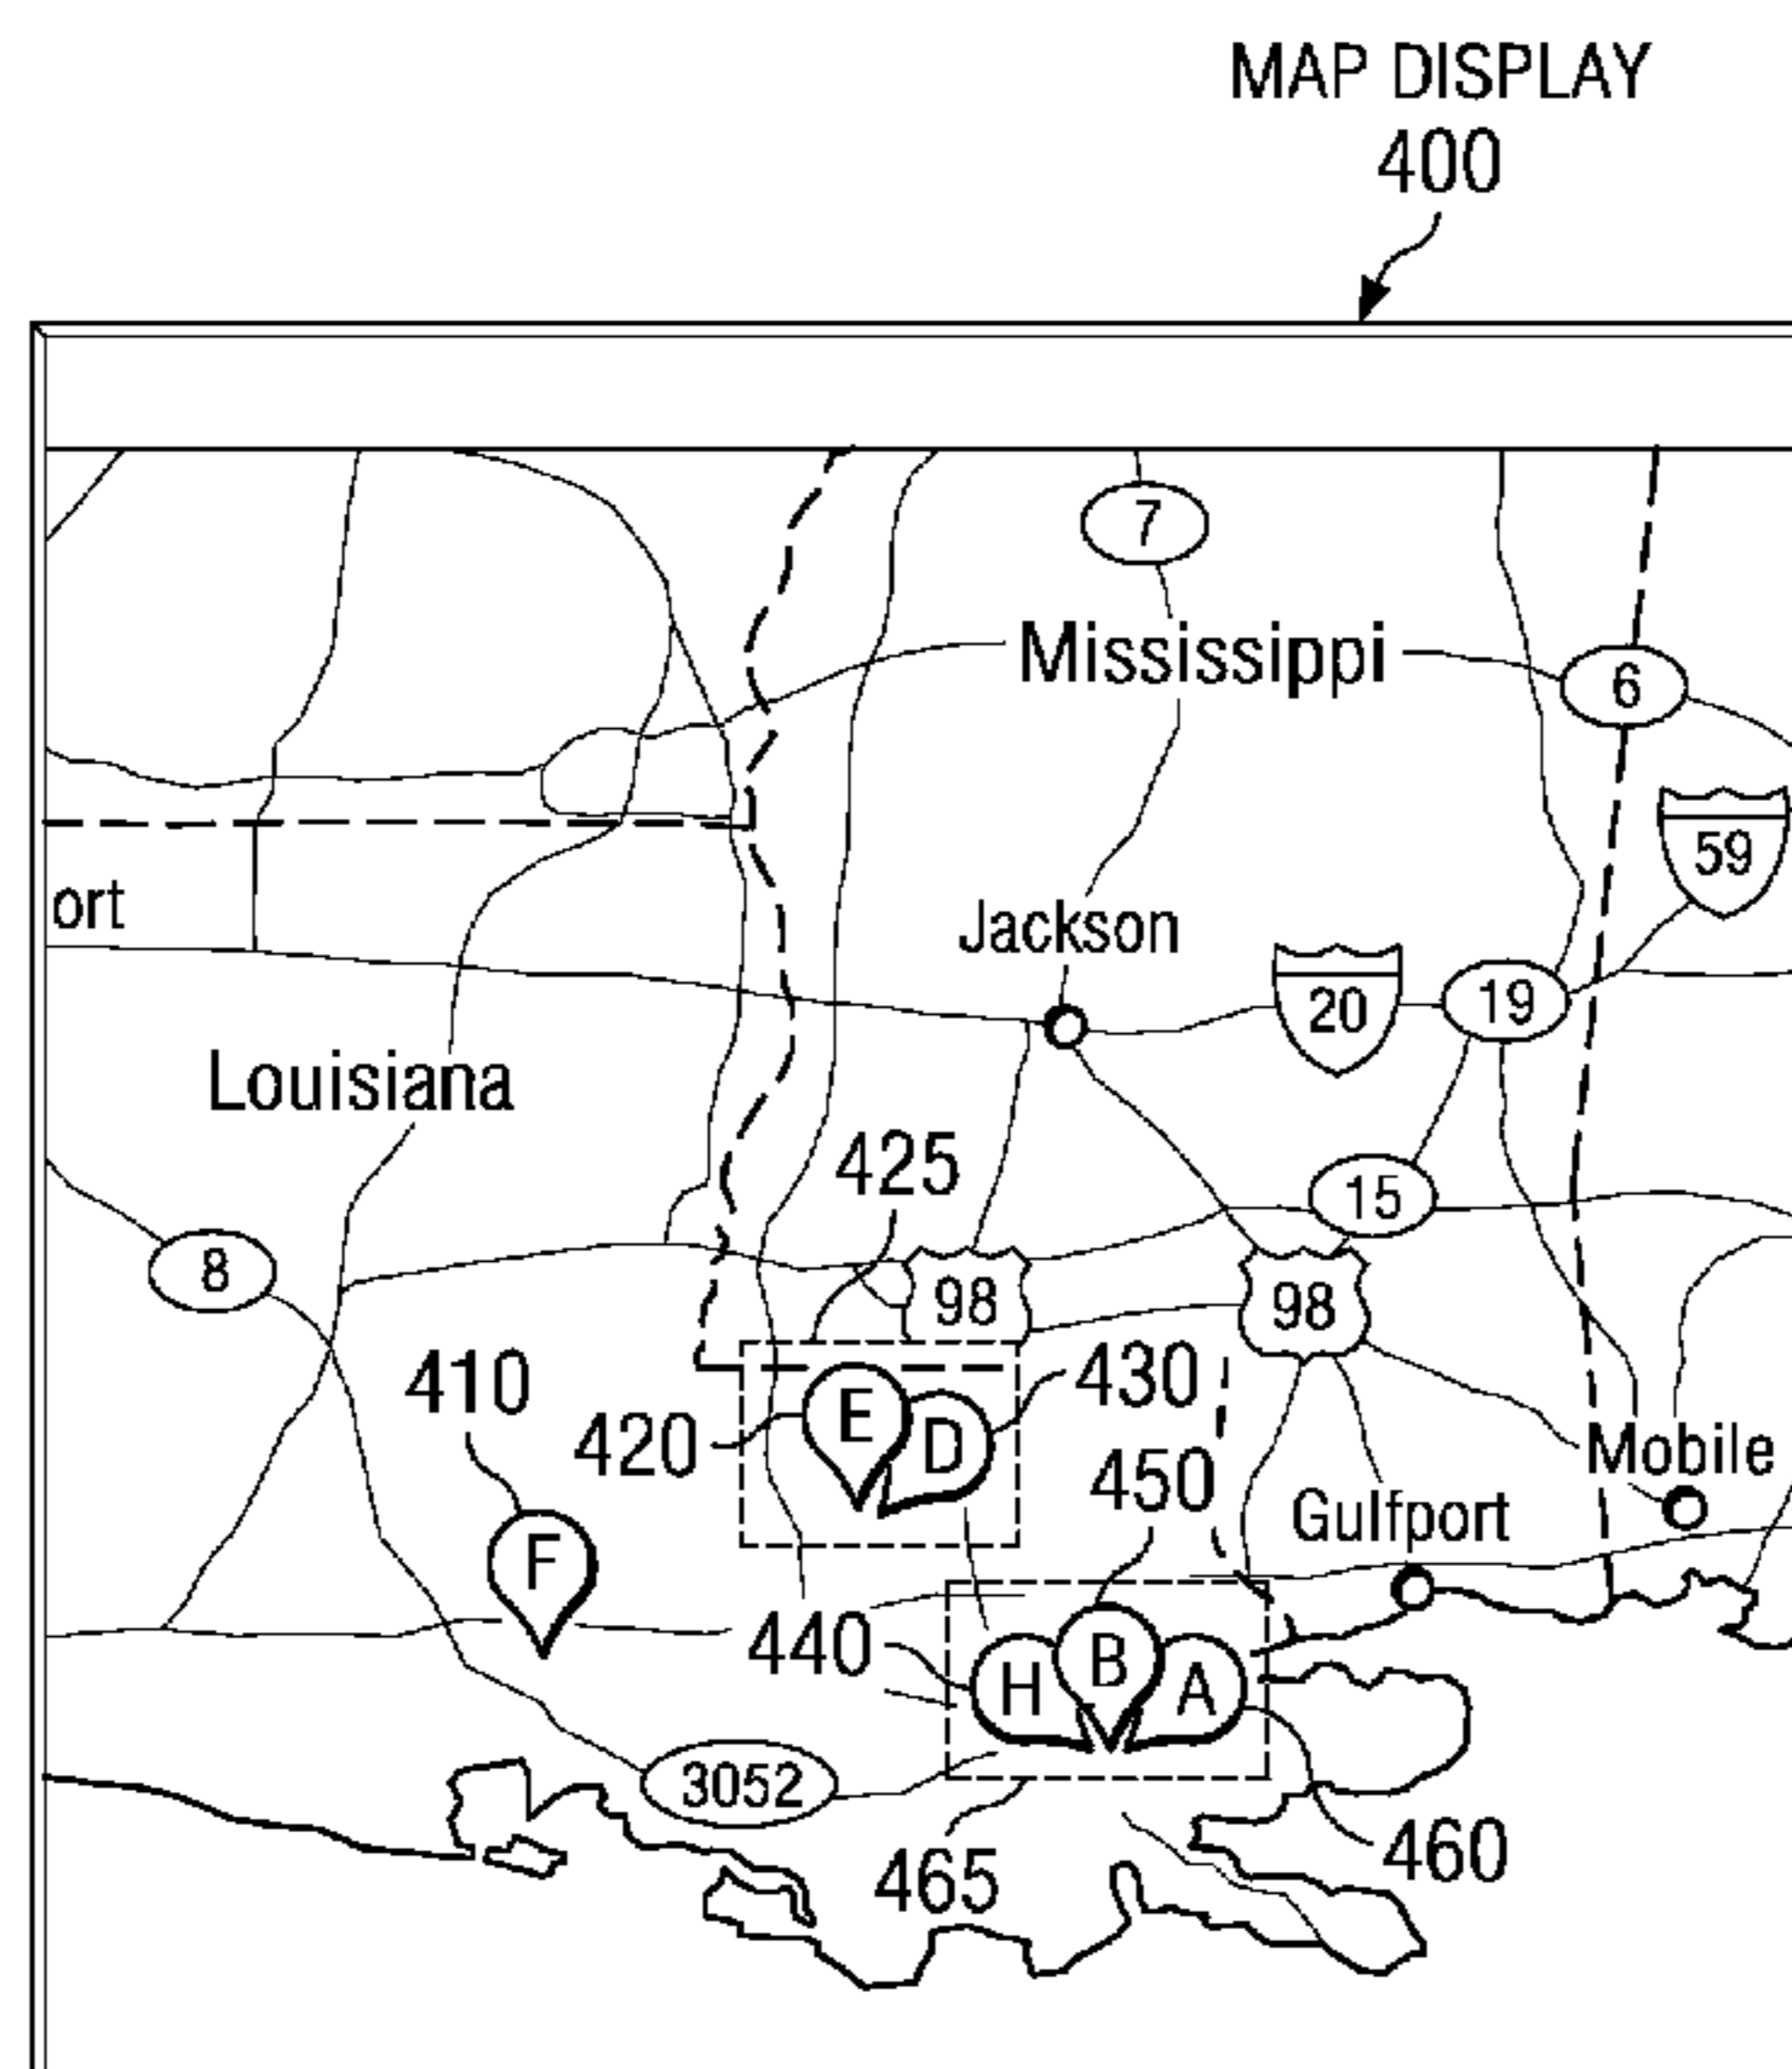 MAP DISPLAY
400
7
Mississippi
6
59
ort
Jackson
20
19
Louisiana
425
15
8
98
98
410
430
420
E
D
450
Mobile
Gulfport
F
440
H
B
A
3052
465
460